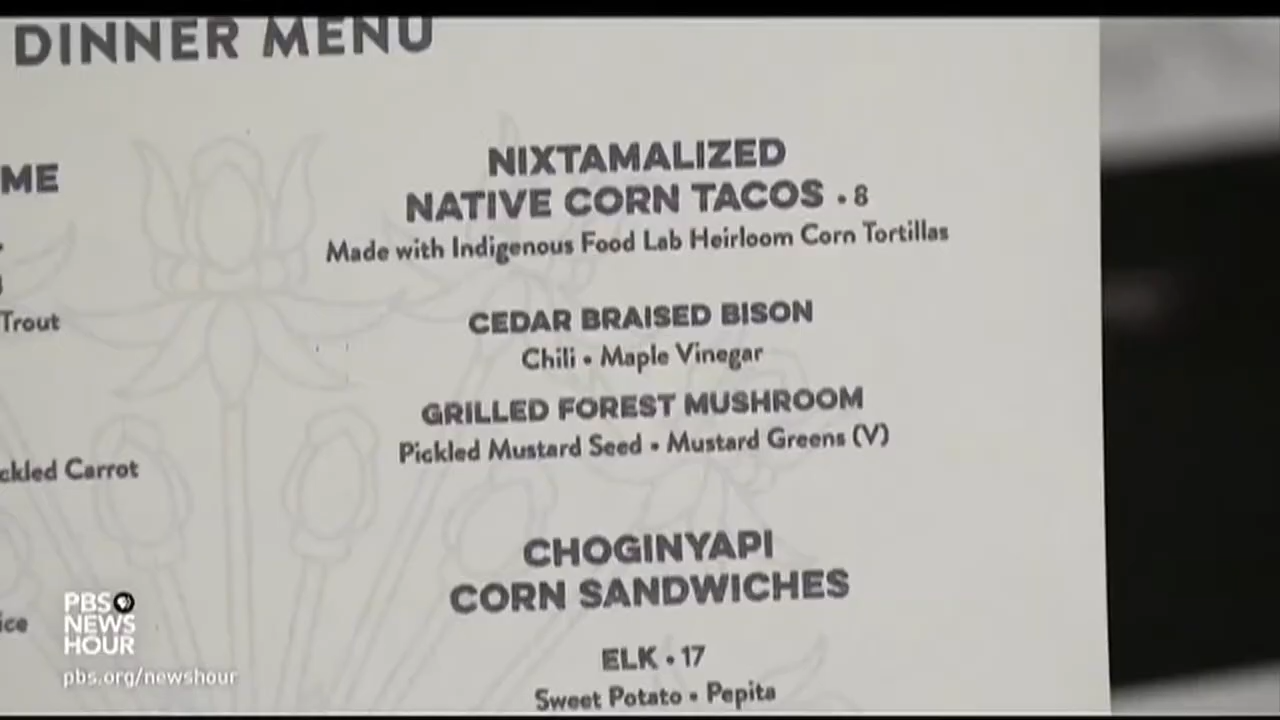 DINNER MENU
ME
Trout
ckled Carrot
ice
NIXTAMALIZED
NATIVE CORN TACOS • 8
Made with Indigenous Food Lab Heirloom Corn Tortillas
CEDAR BRAISED BISON
Chili • Maple Vinegar
GRILLED FOREST MUSHROOM
Pickled Mustard Seed • Mustard Greens (V)
CHOGINYAPI
CORN SANDWICHES
ELK • 17
Sweet Potato • Pepita
PBS
NEWS
HOUR
pbs.org/newshour